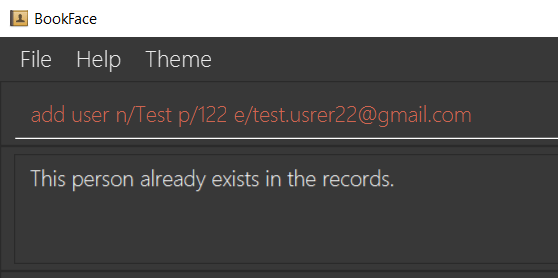 BookFace
File Help Theme
add user n/Test p/122 e/test.usrer22@gmail.com
This person already exists in the records.